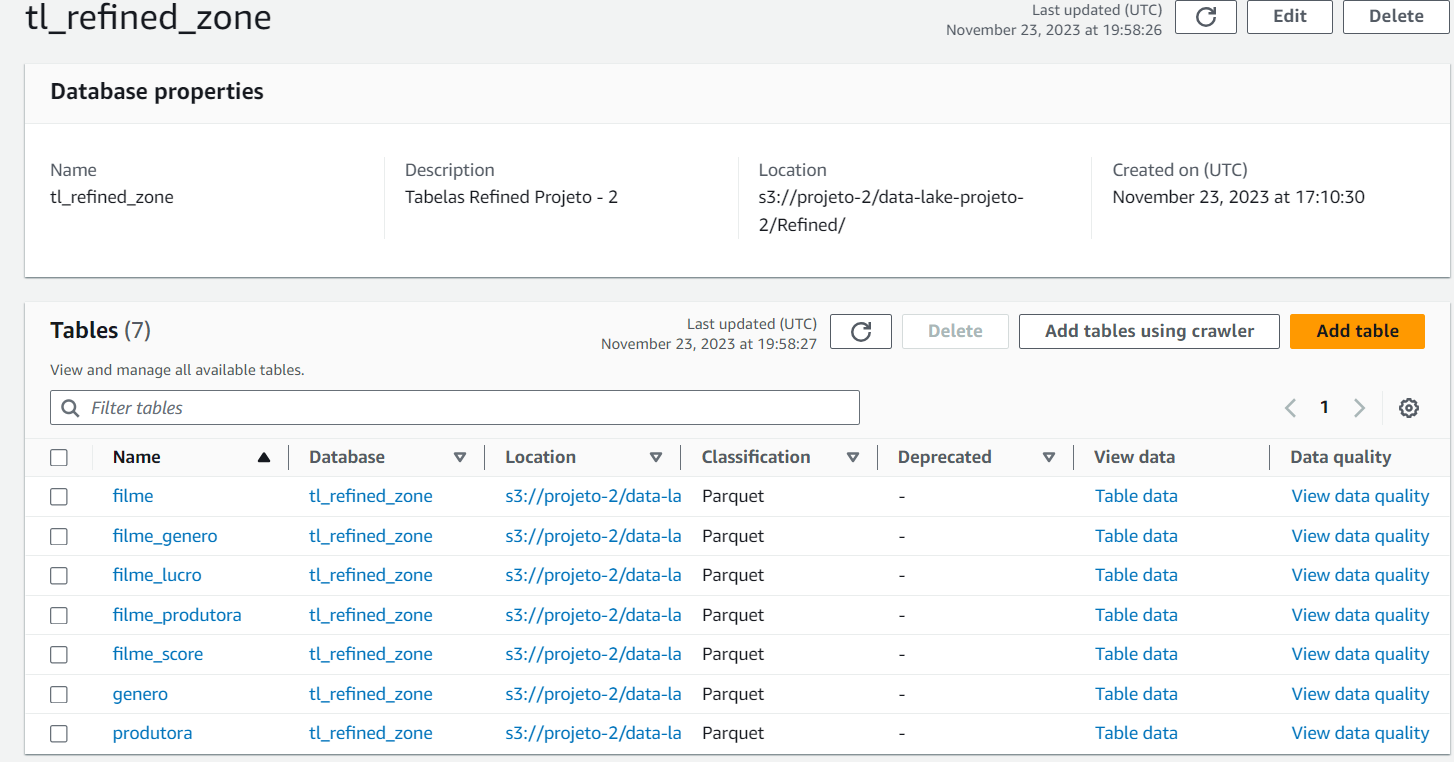 tl_refined_zone
Last updated (UTC)
November 23, 2023 at 19:58:26
Edit
Delete
Database properties
Name
tl_refined_zone
Description
Tabelas Refined Projeto - 2
Location
s3://projeto-2/data-lake-projeto-
2/Refined/
Created on (UTC)
November 23, 2023 at 17:10:30
Tables (7)
View and manage all available tables.
Last updated (UTC)
November 23, 2023 at 19:58:27
Delete
Add tables using crawler
Add table
Filter tables
1
Name Database Location Classification Deprecated View data Data quality
filme tl_refined_zone s3://projeto-2/data-la Parquet - Table data View data quality
filme_genero tl_refined_zone s3://projeto-2/data-la Parquet - Table data View data quality
filme_lucro tl_refined_zone s3://projeto-2/data-la Parquet - Table data View data quality
filme_produtora tl_refined_zone s3://projeto-2/data-la Parquet - Table data View data quality
filme_score tl_refined_zone s3://projeto-2/data-la Parquet - Table data View data quality
genero tl_refined_zone s3://projeto-2/data-la Parquet - Table data View data quality
produtora tl_refined_zone s3://projeto-2/data-la Parquet - Table data View data quality